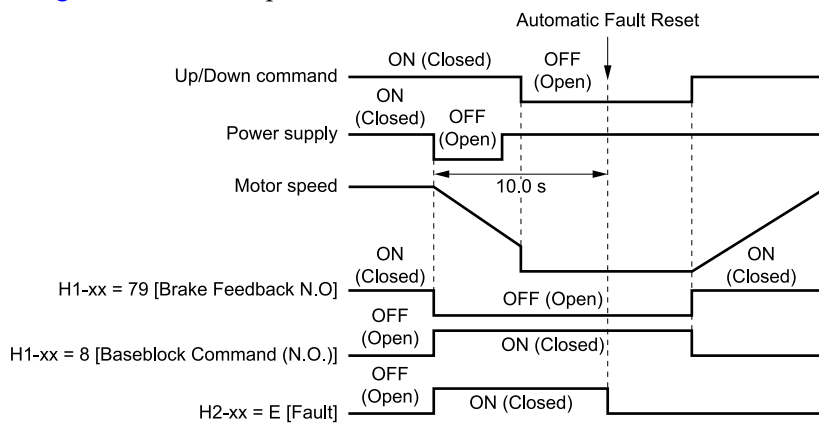 Automatic Fault Reset
ON (Closed)
OFF
(Open)
Up/Down command
ON
(Closed)
OFF
(Open)
Power supply
10.0 s
Motor speed
ON
(Closed)
ON
(Closed)
H1-xx = 79 [Brake Feedback N.O]
OFF (Open)
OFF
(Open)
H1-xx = 8 [Baseblock Command (N.O.)]
ON (Closed)
OFF
(Open)
H2-xx = E [Fault]
ON (Closed)